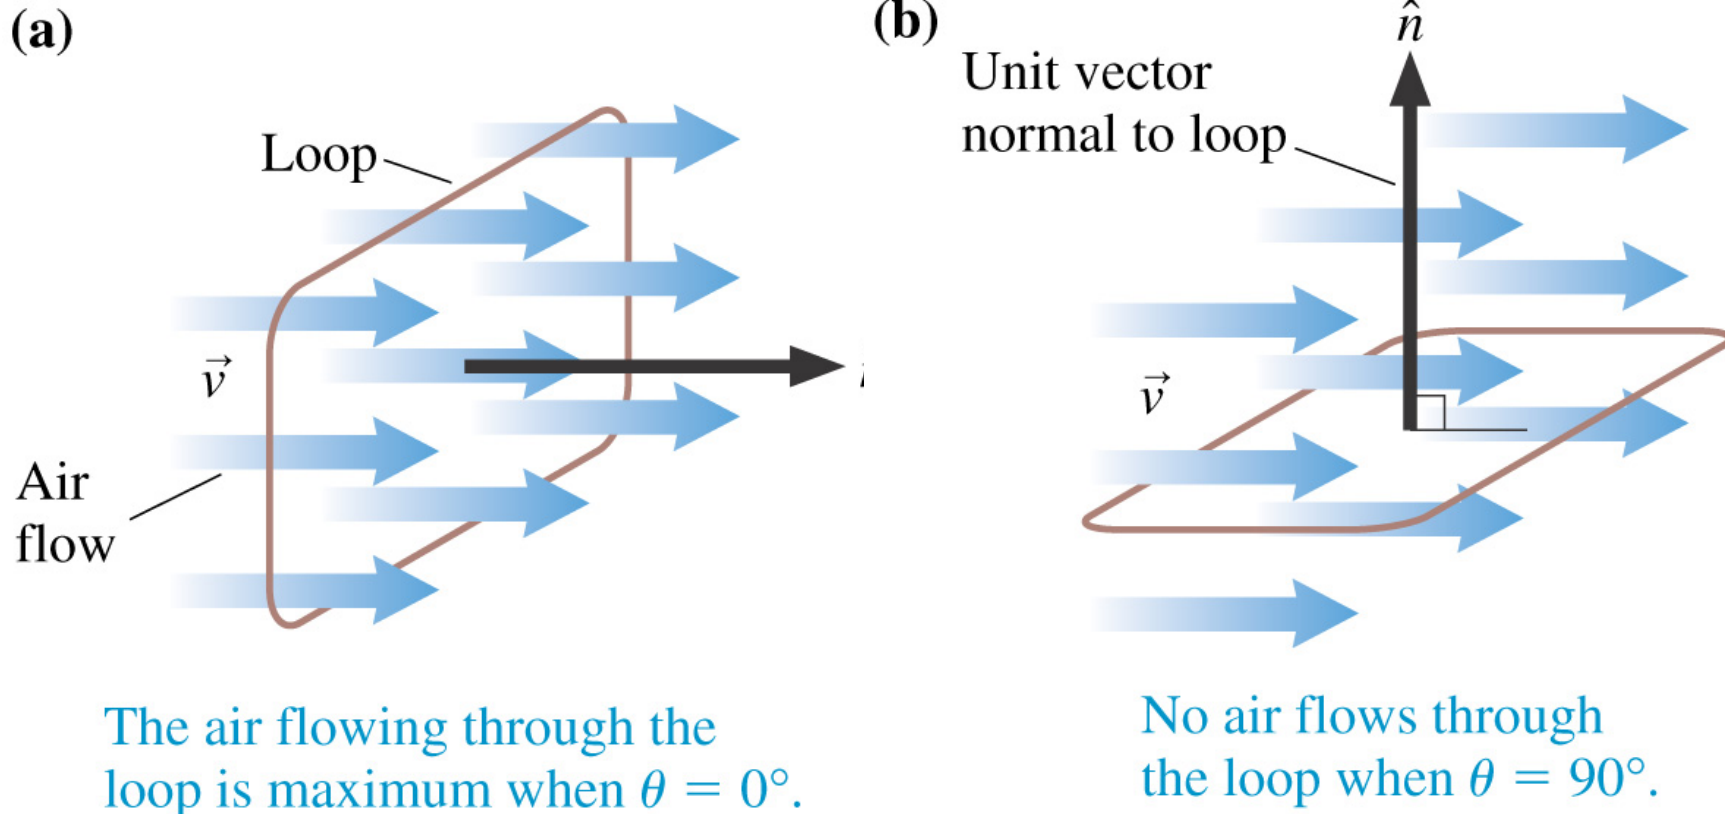 (a)
Loop
v⃗
Air
flow
The air flowing through the
loop is maximum when θ = 0°.
(b)
n̂
Unit vector
normal to loop
v⃗
No air flows through
the loop when θ = 90°.